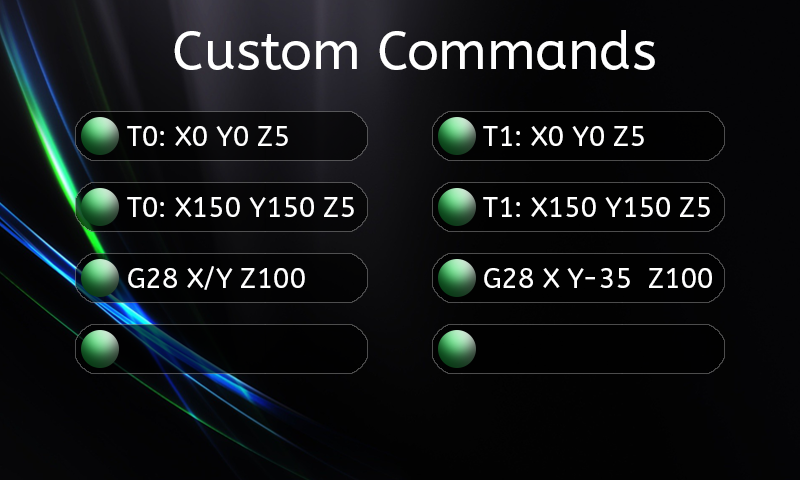 Custom Commands
T0: X0 Y0 Z5
T1: X0 Y0 Z5
T0: X150 Y150 Z5
T1: X150 Y150 Z5
G28 X/Y Z100
G28 X Y-35  Z100